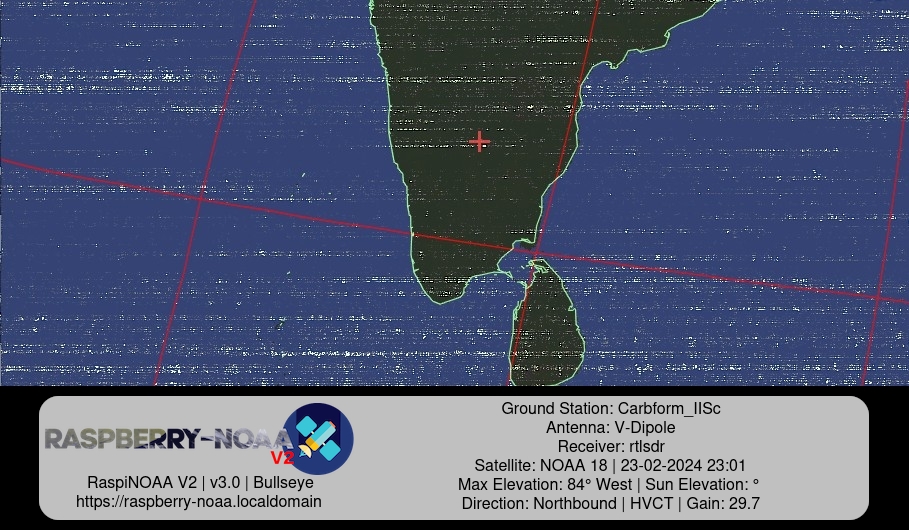 RASPBERRY-NOAA
V2
RaspiNOAA V2 | v3.0 | Bullseye
https://raspberry-noaa.localdomain
Ground Station: Carbform_IISc
Antenna: V-Dipole
Receiver: rtlsdr
Satellite: NOAA 18 | 23-02-2024 23:01
Max Elevation: 84° West | Sun Elevation: °
Direction: Northbound | HVCT | Gain: 29.7